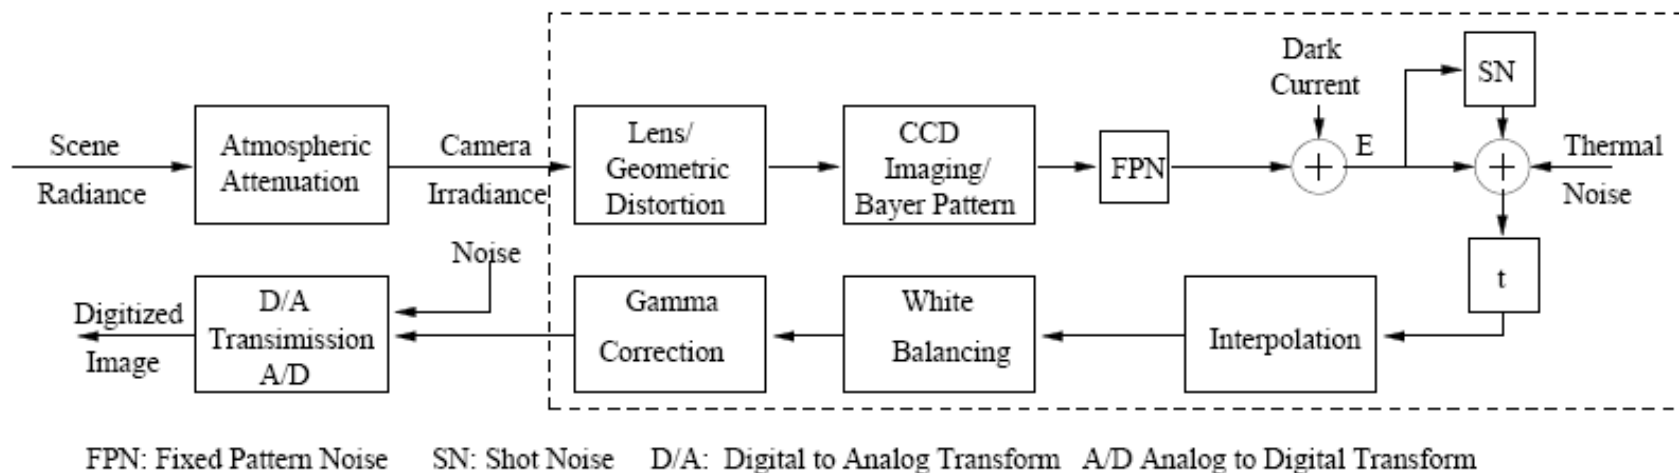 Scene
Radiance
Atmospheric
Attenuation
Camera
Irradiance
Lens/
Geometric
Distortion
CCD
Imaging/
Bayer Pattern
FPN
Dark
Current
+
E
SN
+
Thermal
Noise
t
Interpolation
White
Balancing
Gamma
Correction
Noise
D/A
Transimission
A/D
Digitized
Image
FPN: Fixed Pattern Noise SN: Shot Noise D/A: Digital to Analog Transform A/D Analog to Digital Transform